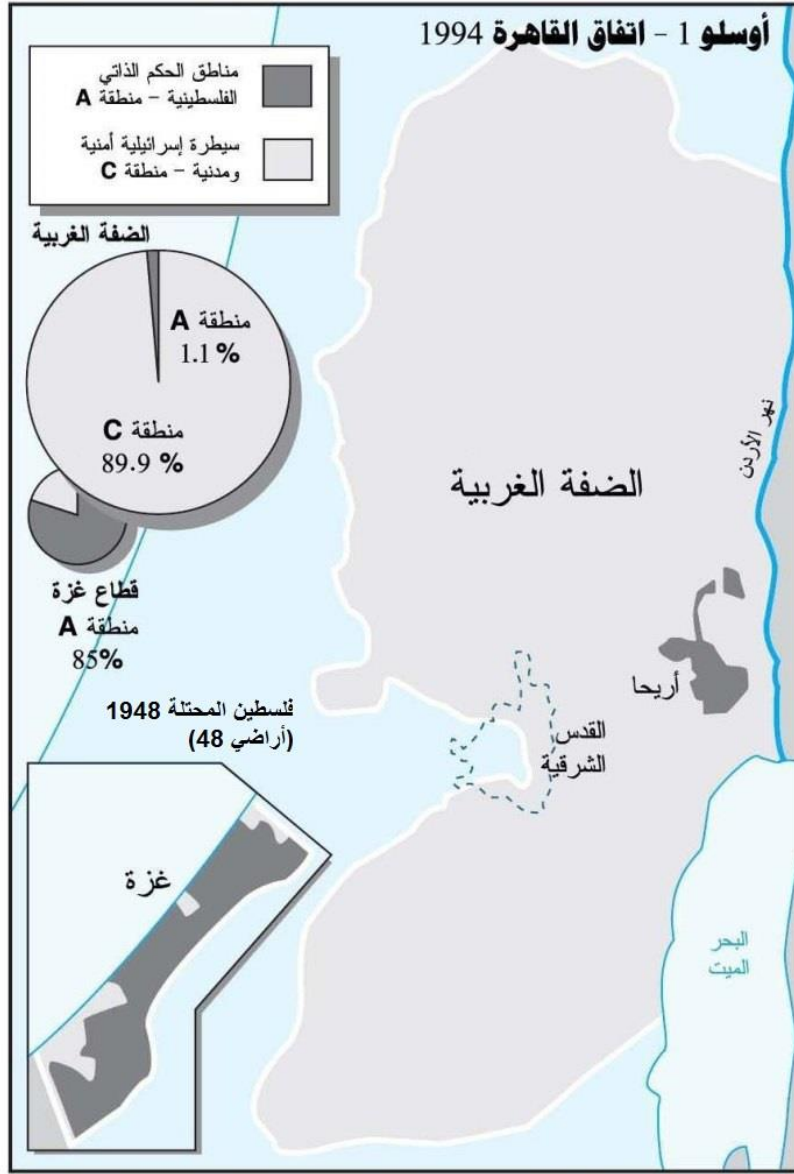 أوسلو 1 - اتفاق القاهرة 1994
مناطق الحكم الذاتي
الفلسطينية - منطقة A
سيطرة إسرائيلية أمنية
ومدنية - منطقة C
الضفة الغربية
منطقة A
1.1 %
منطقة C
89.9 %
قطاع غزة
منطقة A
85%
نهر الأردن
الضفة الغربية
أريحا
فلسطين المحتلة 1948
(أراضي 48)
القدس
الشرقية
غزة
البحر
الميت